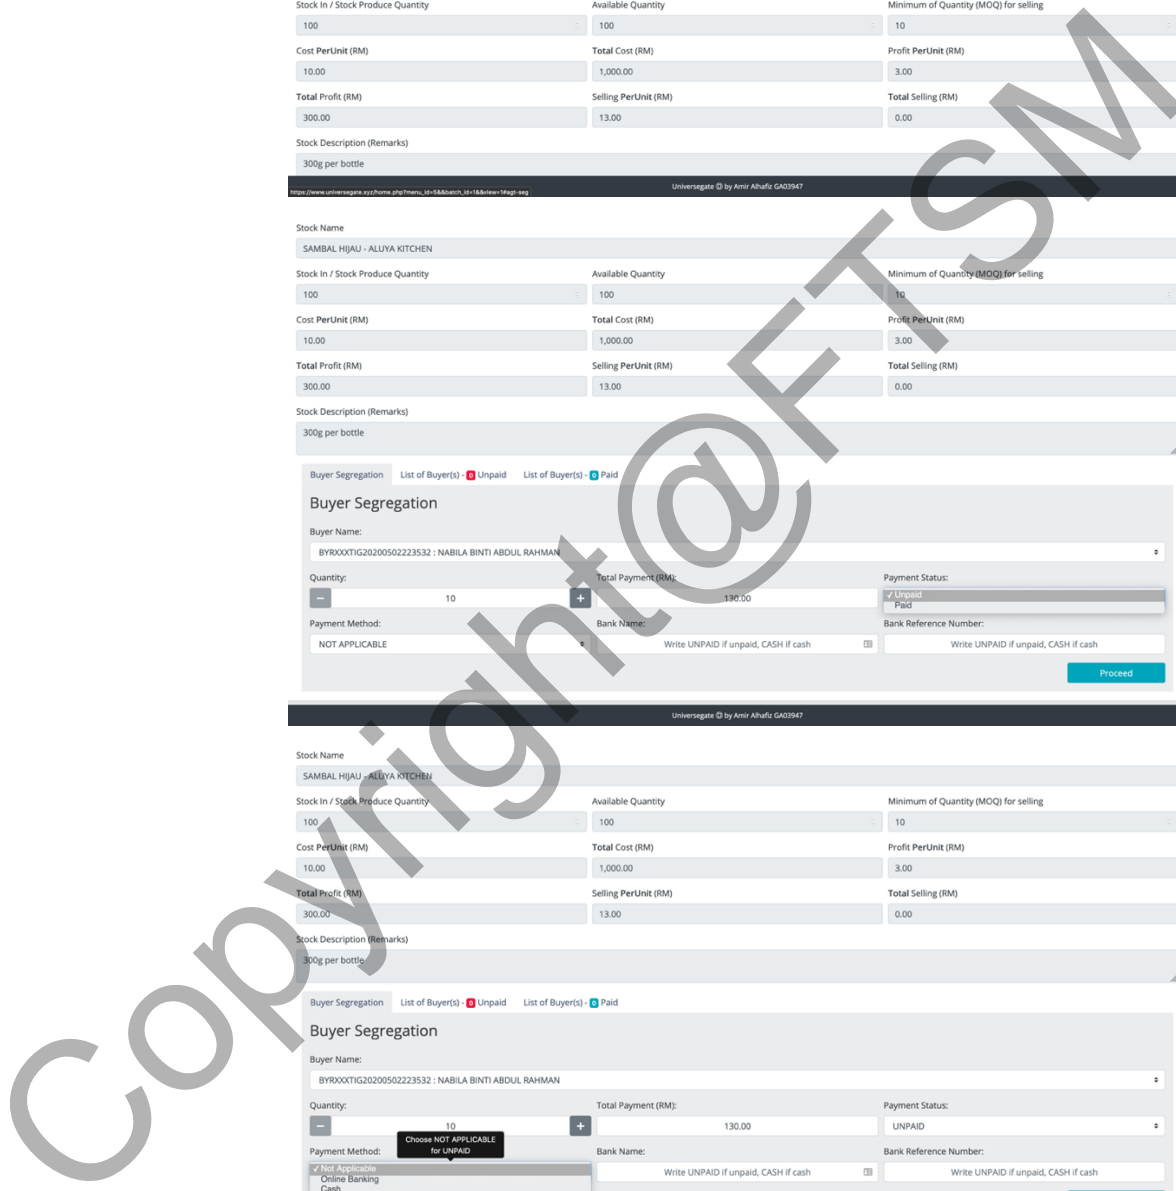 Stock In / Stock Produce Quantity Available Quantity Minimum of Quantity (MOQ) for selling
100 100 10
Cost PerUnit (RM) Total Cost (RM) Profit PerUnit (RM)
10.00 1,000.00 3.00
Total Profit (RM) Selling PerUnit (RM) Total Selling (RM)
300.00 13.00 0.00
Stock Description (Remarks)
300g per bottle
Universegate by Amir Alhafiz GA03947
https://www.universegate.xyz/home.php?menu_id=5&&batch_id=1&&view=1#agt-seg
Stock Name
SAMBAL HIJAU - ALUYA KITCHEN
Stock In / Stock Produce Quantity Available Quantity Minimum of Quantity (MOQ) for selling
100 100 10
Cost PerUnit (RM) Total Cost (RM) Profit PerUnit (RM)
10.00 1,000.00 3.00
Total Profit (RM) Selling PerUnit (RM) Total Selling (RM)
300.00 13.00 0.00
Stock Description (Remarks)
300g per bottle
Buyer Segregation List of Buyer(s) - 0 Unpaid List of Buyer(s) - 0 Paid
Buyer Segregation
Buyer Name:
BYRXXXTIG20200502223532 : NABILA BINTI ABDUL RAHMAN
Quantity: Total Payment (RM): Payment Status:
− 10 + 130.00 ✓ Unpaid
Paid
Payment Method: Bank Name: Bank Reference Number:
NOT APPLICABLE Write UNPAID if unpaid, CASH if cash Write UNPAID if unpaid, CASH if cash
Proceed
Universegate by Amir Alhafiz GA03947
Stock Name
SAMBAL HIJAU - ALUYA KITCHEN
Stock In / Stock Produce Quantity Available Quantity Minimum of Quantity (MOQ) for selling
100 100 10
Cost PerUnit (RM) Total Cost (RM) Profit PerUnit (RM)
10.00 1,000.00 3.00
Total Profit (RM) Selling PerUnit (RM) Total Selling (RM)
300.00 13.00 0.00
Stock Description (Remarks)
300g per bottle
Buyer Segregation List of Buyer(s) - 0 Unpaid List of Buyer(s) - 0 Paid
Buyer Segregation
Buyer Name:
BYRXXXTIG20200502223532 : NABILA BINTI ABDUL RAHMAN
Quantity: Total Payment (RM): Payment Status:
− 10 + 130.00 UNPAID
Choose NOT APPLICABLE
for UNPAID
Payment Method: Bank Name: Bank Reference Number:
✓ Not Applicable Write UNPAID if unpaid, CASH if cash Write UNPAID if unpaid, CASH if cash
Online Banking
Cash
Copyright@FTSM